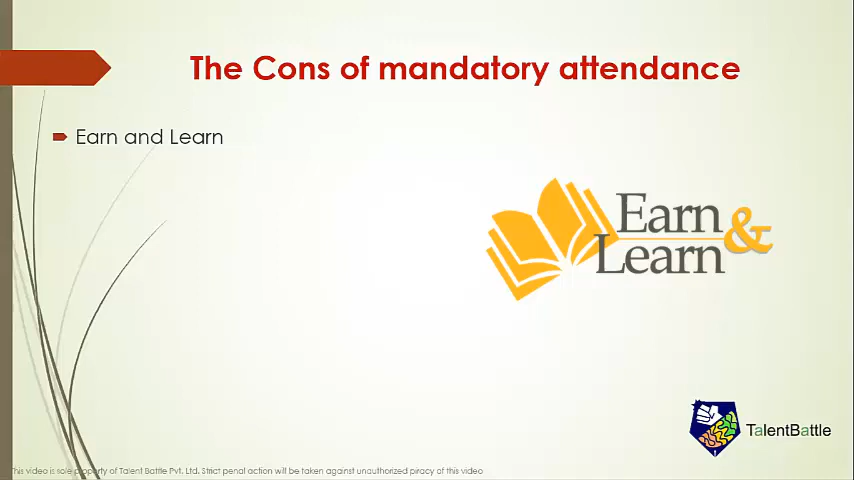 The Cons of mandatory attendance
Earn and Learn
Earn &
Learn
TalentBattle
This video is sole property of Talent Battle Pvt. Ltd. Strict penal action will be taken against unauthorized piracy of this video